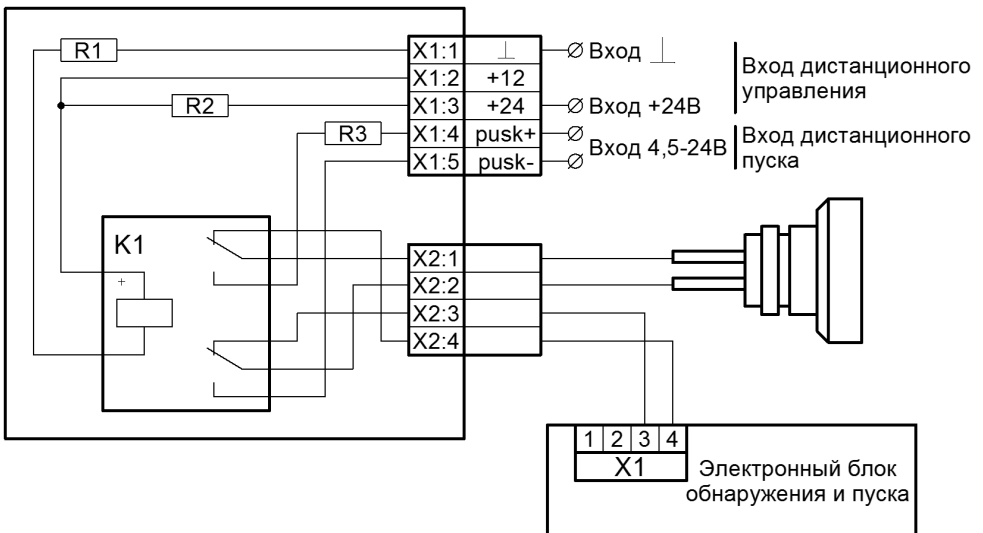 R1
R2
R3
K1
+
X1:1 ⊥
X1:2 +12
X1:3 +24
X1:4 pusk+
X1:5 pusk-
Вход ⊥
Вход +24В
Вход 4,5-24В
Вход дистанционного
управления
Вход дистанционного
пуска
X2:1
X2:2
X2:3
X2:4
1 2 3 4
X1
Электронный блок
обнаружения и пуска